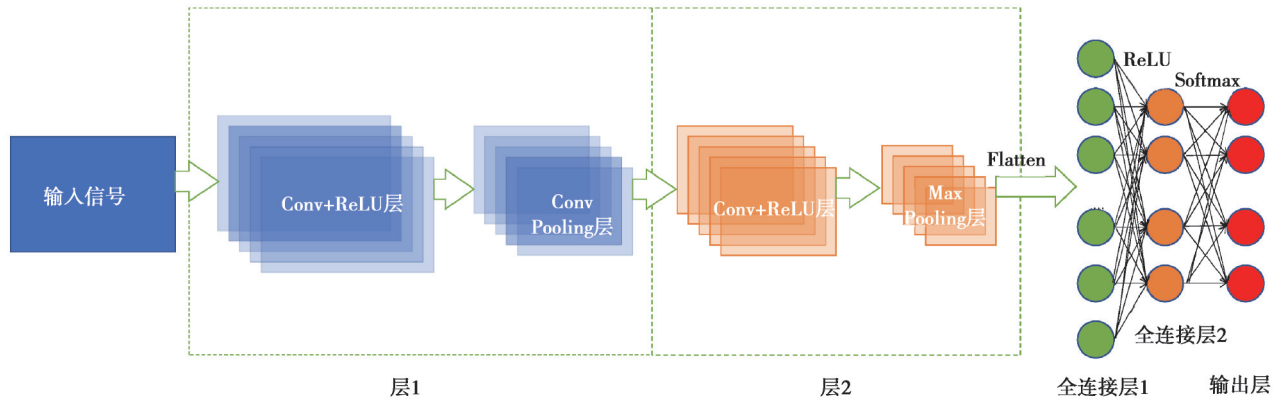 输入信号
Conv+ReLU层
Conv
Pooling层
Conv+ReLU层
Max
Pooling层
Flatten
ReLU
Softmax
...
全连接层2
层1
层2
全连接层1
输出层